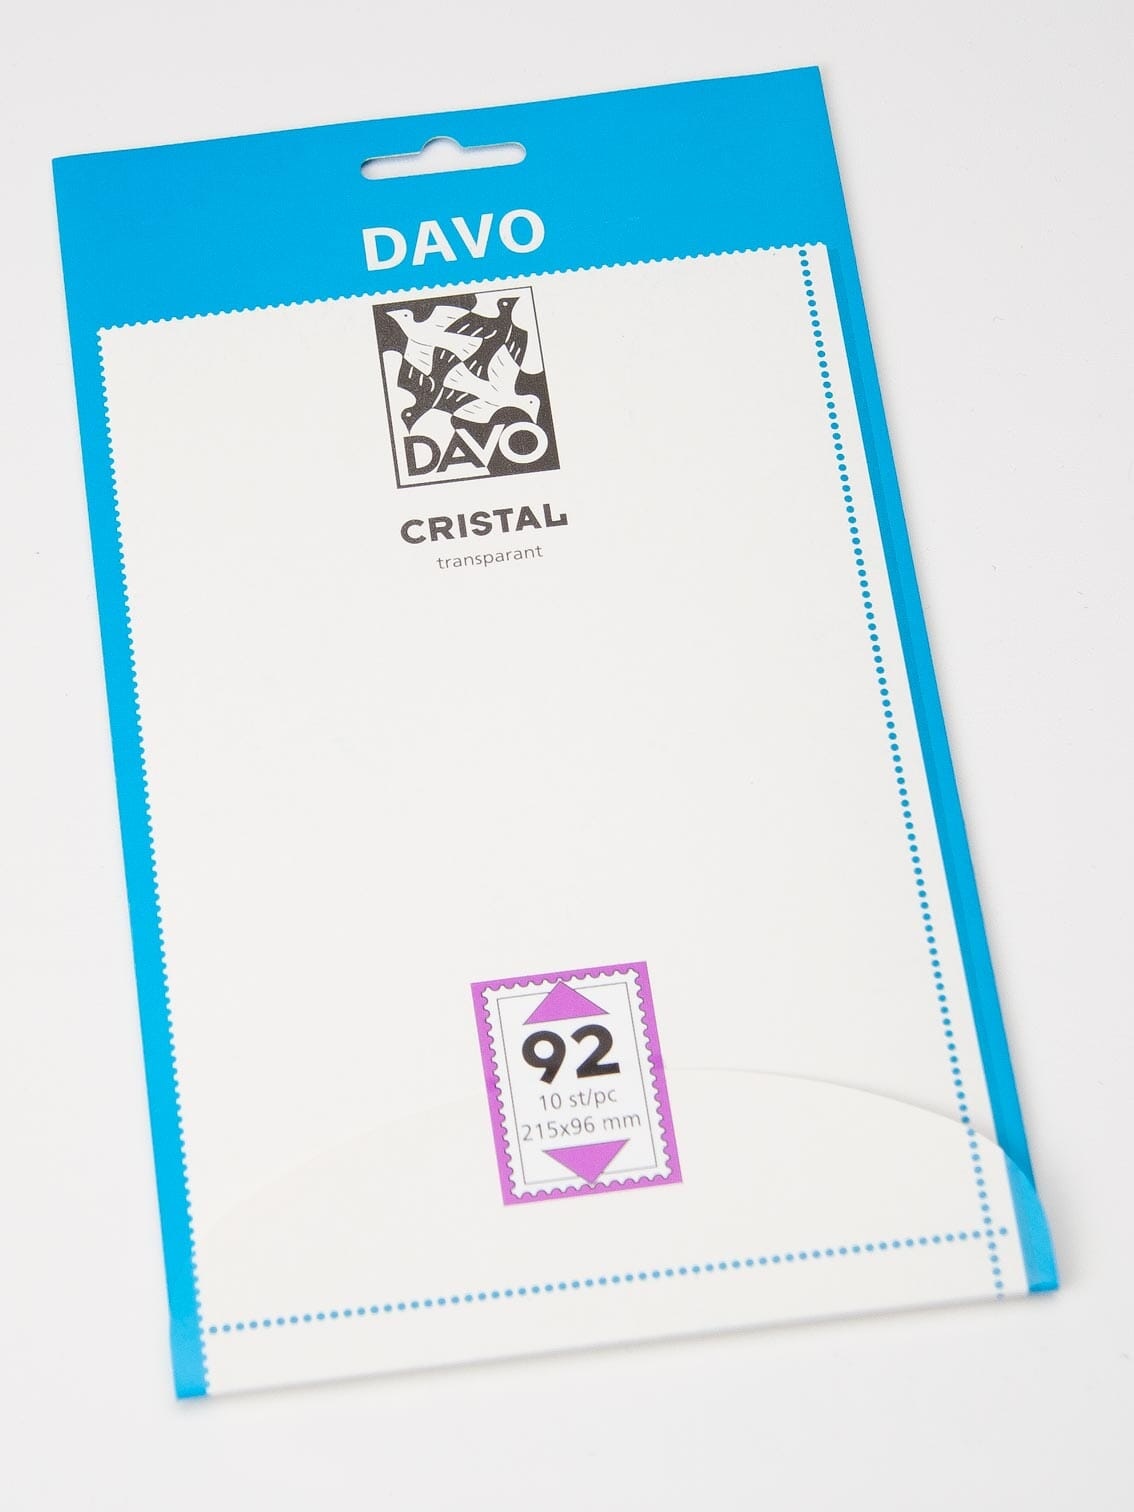 DAVO
DAVO
CRISTAL
transparant
92
10 st/pc
215x96 mm